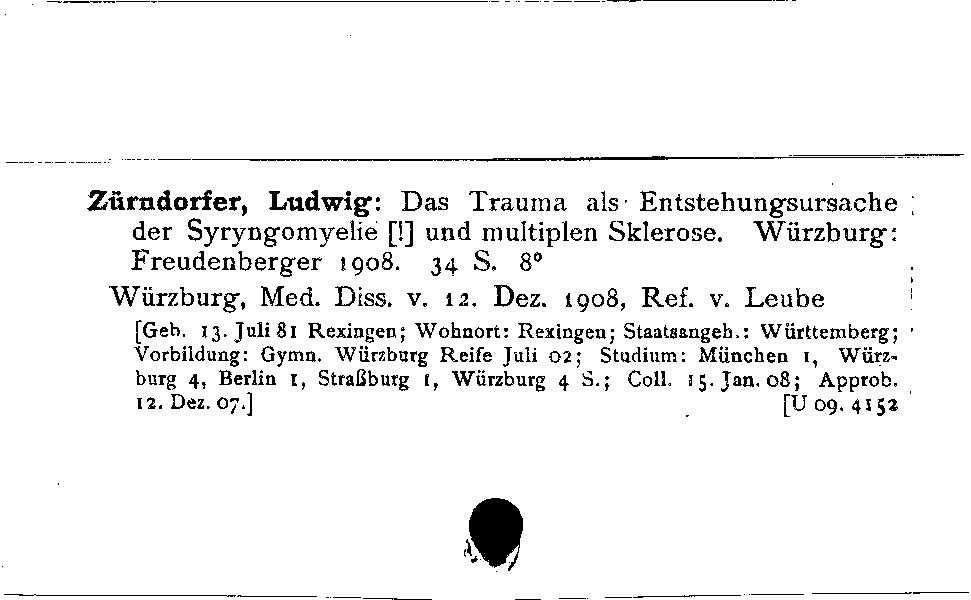 Zürndorfer, Ludwig: Das Trauma als Entstehungsursache
der Syryngomyelie [!] und multiplen Sklerose. Würzburg:
Freudenberger 1908. 34 S. 8°
Würzburg, Med. Diss. v. 12. Dez. 1908, Ref. v. Leube
[Geb. 13. Juli 81 Rexingen; Wohnort: Rexingen; Staatsangeh.: Württemberg;
Vorbildung: Gymn. Würzburg Reife Juli 02; Studium: München 1, Würz-
burg 4, Berlin 1, Straßburg 1, Würzburg 4 S.; Coll. 15. Jan. 08; Approb.
12. Dez. 07.] [U 09. 4152